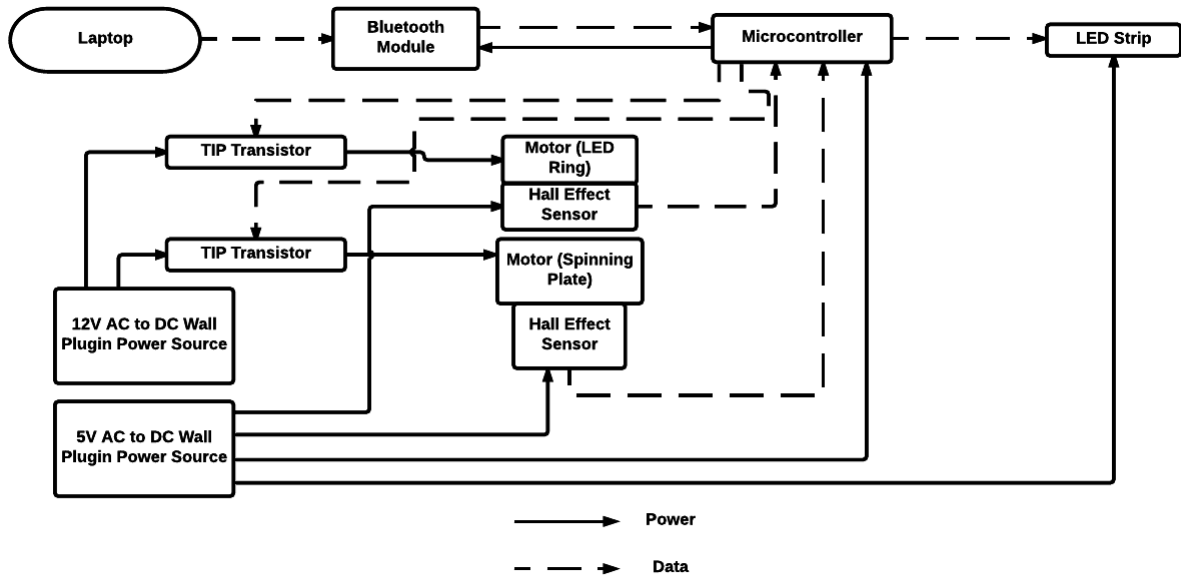 Laptop
Bluetooth
Module
Microcontroller
LED Strip
TIP Transistor
Motor (LED
Ring)
Hall Effect
Sensor
TIP Transistor
Motor (Spinning
Plate)
Hall Effect
Sensor
12V AC to DC Wall
Plugin Power Source
5V AC to DC Wall
Plugin Power Source
Power
Data